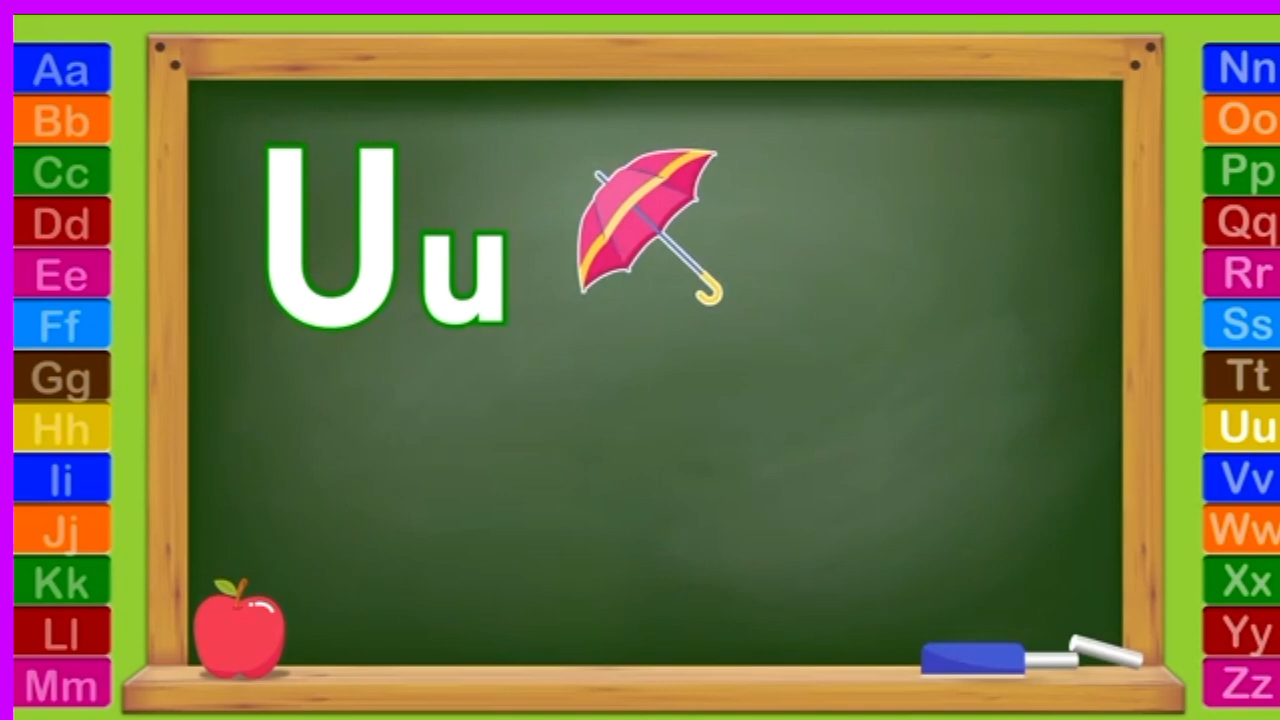 Aa
Bb
Cc
Dd
Ee
Ff
Gg
Hh
Ii
Jj
Kk
Ll
Mm
U u
Nn
Oo
Pp
Qq
Rr
Ss
Tt
Uu
Vv
Ww
Xx
Yy
Zz